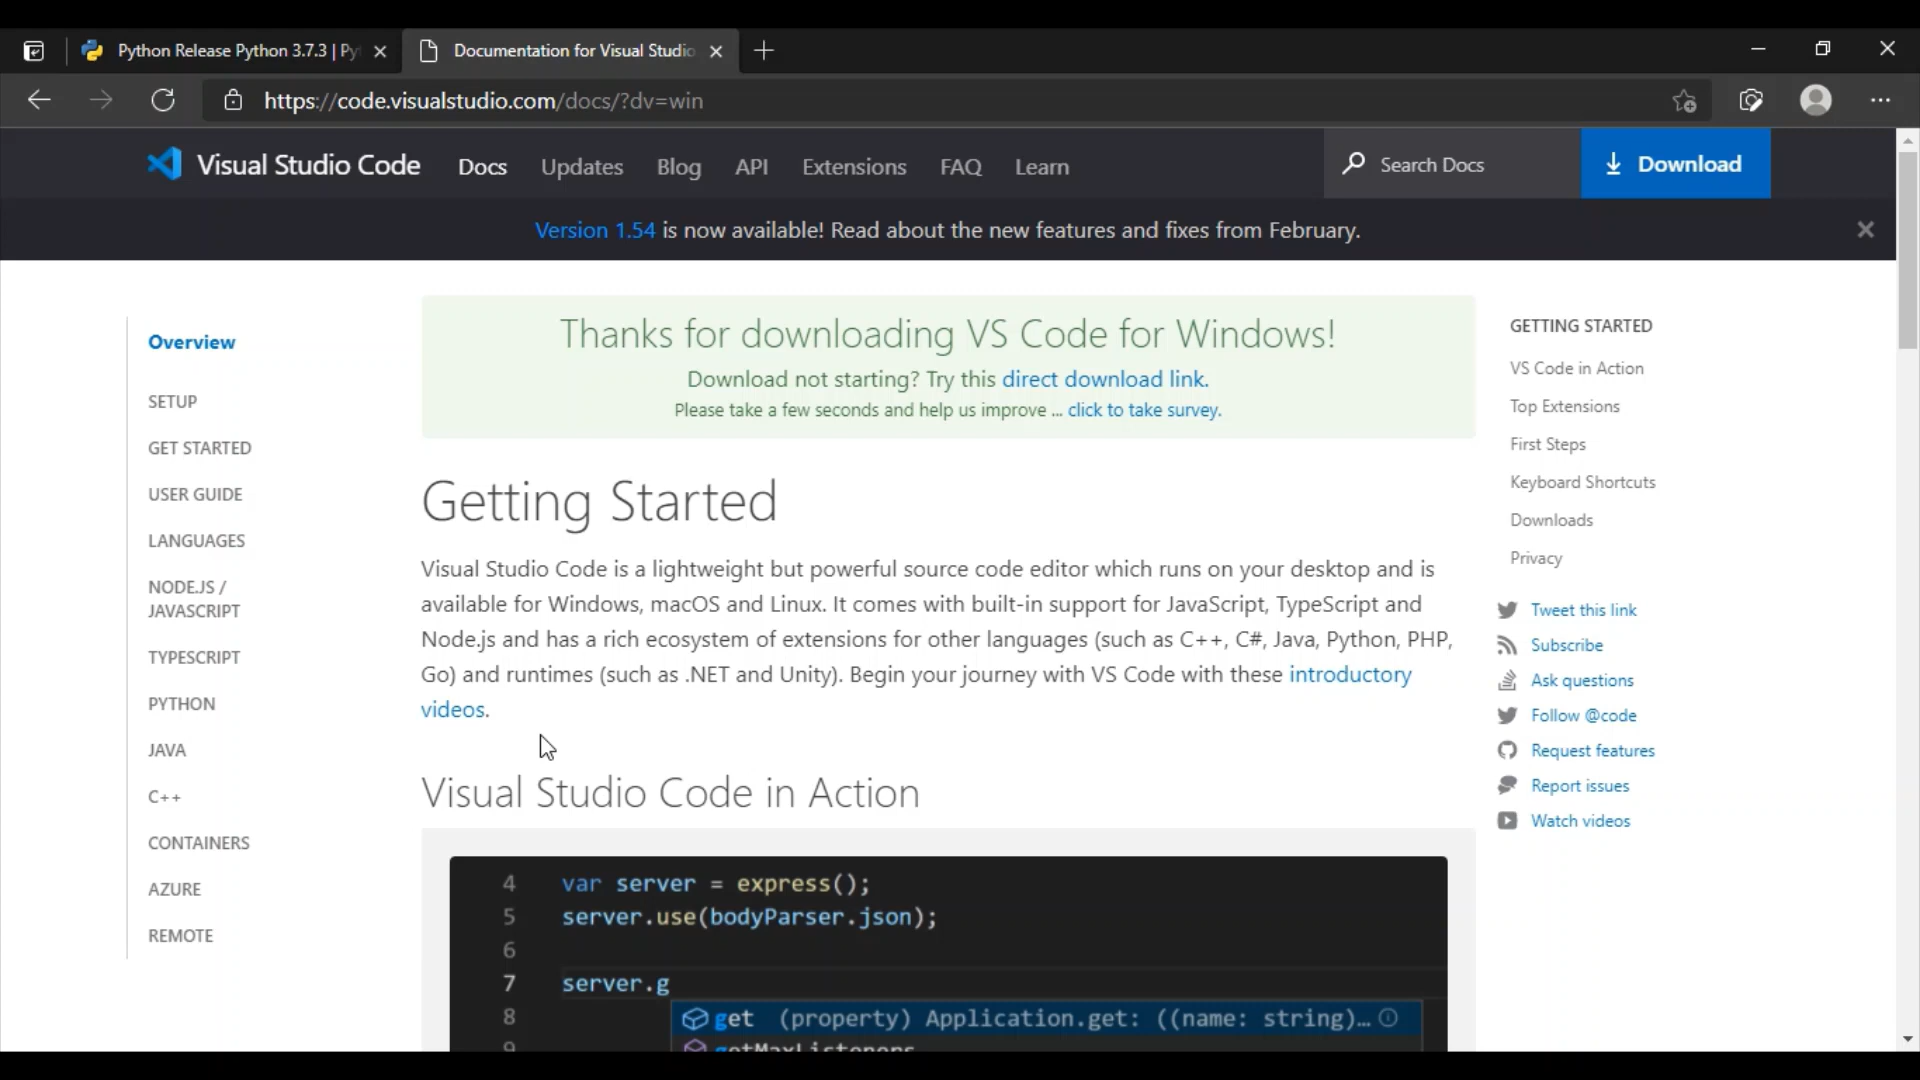 Python Release Python 3.7.3 | Py
Documentation for Visual Studio
https://code.visualstudio.com/docs/?dv=win
Visual Studio Code
Docs
Updates
Blog
API
Extensions
FAQ
Learn
Search Docs
Download
Version 1.54 is now available! Read about the new features and fixes from February.
Overview
SETUP
GET STARTED
USER GUIDE
LANGUAGES
NODE.JS /
JAVASCRIPT
TYPESCRIPT
PYTHON
JAVA
C++
CONTAINERS
AZURE
REMOTE
Thanks for downloading VS Code for Windows!
Download not starting? Try this direct download link.
Please take a few seconds and help us improve ... click to take survey.
Getting Started
Visual Studio Code is a lightweight but powerful source code editor which runs on your desktop and is
available for Windows, macOS and Linux. It comes with built-in support for JavaScript, TypeScript and
Node.js and has a rich ecosystem of extensions for other languages (such as C++, C#, Java, Python, PHP,
Go) and runtimes (such as .NET and Unity). Begin your journey with VS Code with these introductory
videos.
Visual Studio Code in Action
4 var server = express();
5 server.use(bodyParser.json);
6
7 server.g
8 get (property) Application.get: ((name: string)...
9 getMaxListeners
GETTING STARTED
VS Code in Action
Top Extensions
First Steps
Keyboard Shortcuts
Downloads
Privacy
Tweet this link
Subscribe
Ask questions
Follow @code
Request features
Report issues
Watch videos